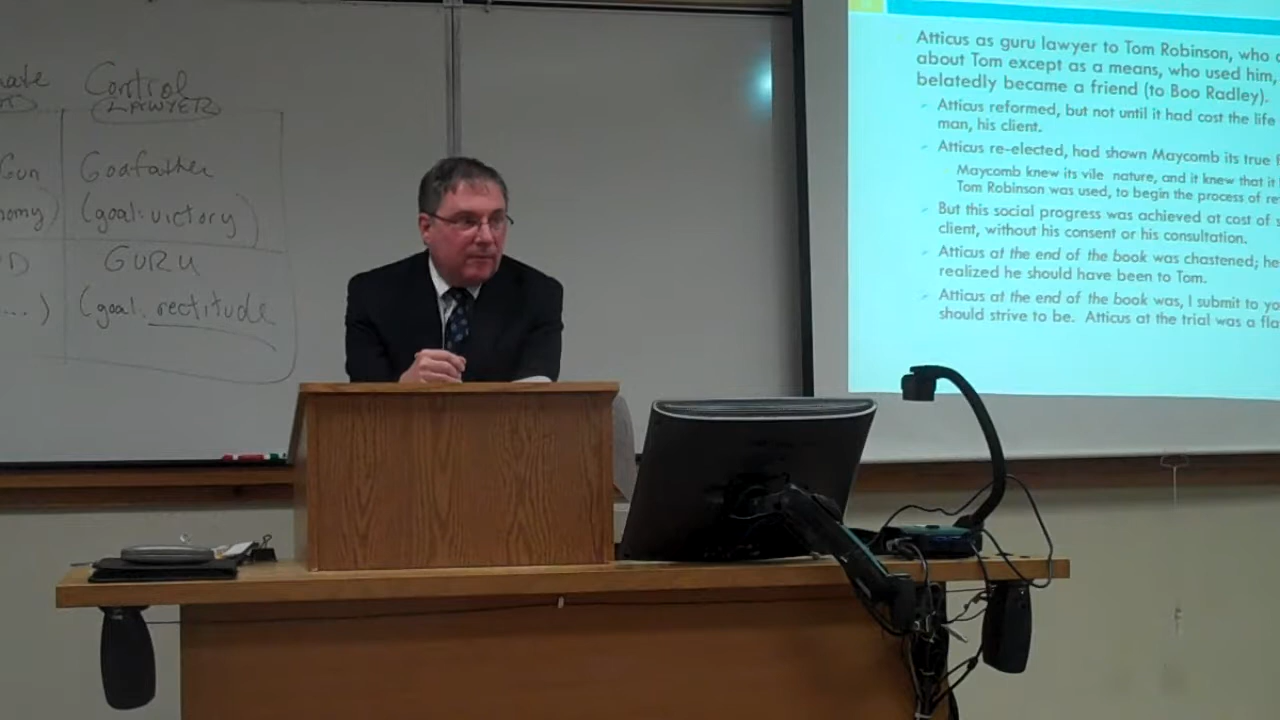 Control
LAWYER
Gun Godfather
(goal: victory)
GURU
(goal: rectitude
Atticus as guru lawyer to Tom Robinson, who
about Tom except as a means, who used him,
belatedly became a friend (to Boo Radley).
Atticus reformed, but not until it had cost the life
man, his client.
Atticus re-elected, had shown Maycomb its true
Maycomb knew its vile nature, and it knew that it
Tom Robinson was used, to begin the process of
But this social progress was achieved at cost of
client, without his consent or his consultation.
Atticus at the end of the book was chastened; he
realized he should have been to Tom.
Atticus at the end of the book was, I submit to
should strive to be. Atticus at the trial was a